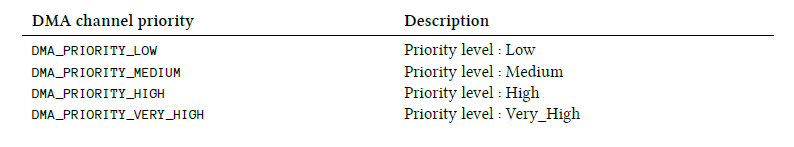 DMA channel priority Description
DMA_PRIORITY_LOW Priority level : Low
DMA_PRIORITY_MEDIUM Priority level : Medium
DMA_PRIORITY_HIGH Priority level : High
DMA_PRIORITY_VERY_HIGH Priority level : Very_High